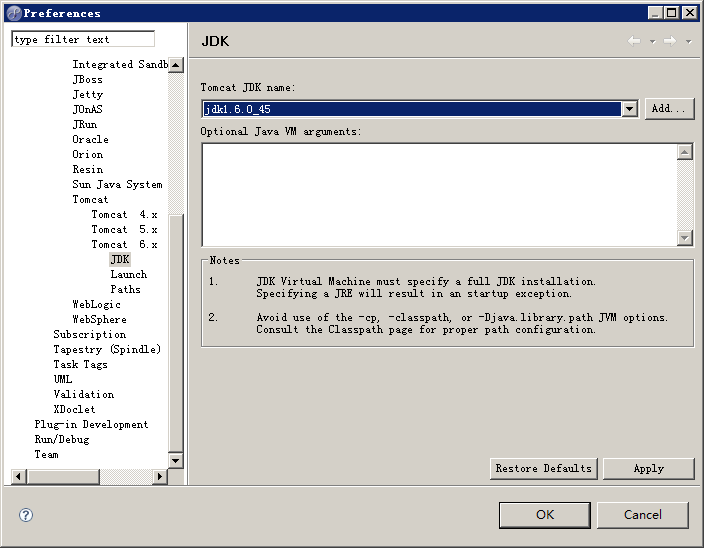 Preferences
type filter text
Integrated Sandb
JBoss
Jetty
JOnAS
JRun
Oracle
Orion
Resin
Sun Java System
Tomcat
Tomcat 4.x
Tomcat 5.x
Tomcat 6.x
JDK
Launch
Paths
WebLogic
WebSphere
Subscription
Tapestry (Spindle)
Task Tags
UML
Validation
XDoclet
Plug-in Development
Run/Debug
Team
JDK
Tomcat JDK name:
jdk1.6.0_45
Add...
Optional Java VM arguments:
Notes
1. JDK Virtual Machine must specify a full JDK installation.
Specifying a JRE will result in an startup exception.
2. Avoid use of the -cp, -classpath, or -Djava.library.path JVM options.
Consult the Classpath page for proper path configuration.
Restore Defaults
Apply
?
OK
Cancel